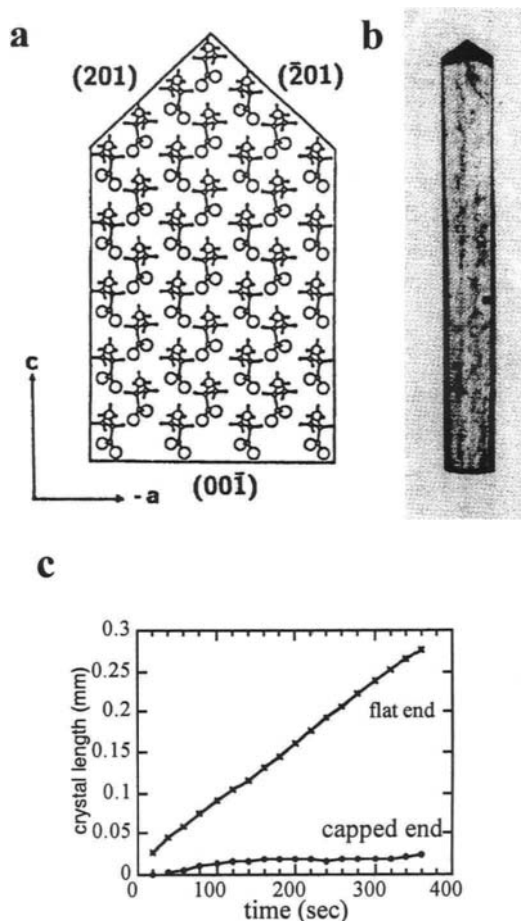 a
b
(201)
(2̄01)
c
-a
(001̄)
c
crystal length (mm)
0.3
0.25
0.2
0.15
0.1
0.05
0
flat end
capped end
0
100
200
300
400
time (sec)